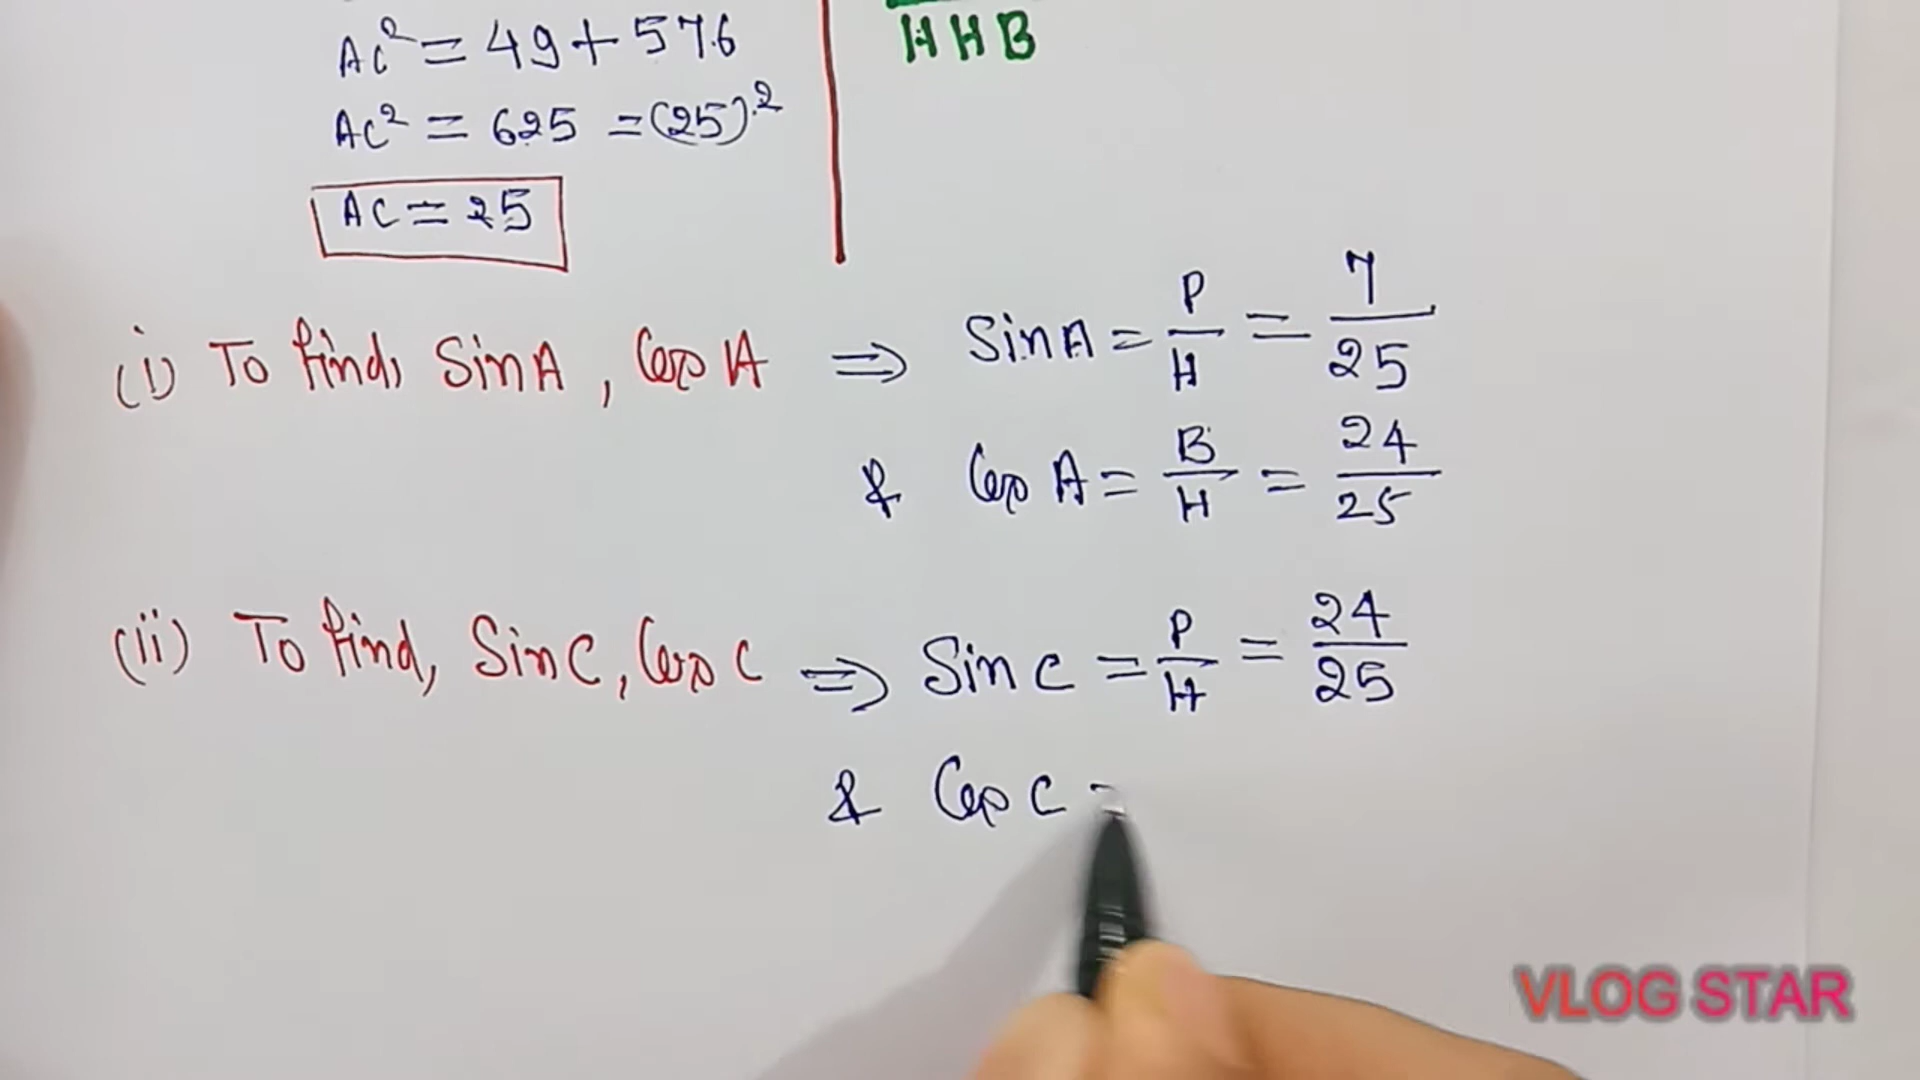 AC² = 49 + 576
AC² = 625 = (25)²
AC = 25
H H B
(i) To find, Sin A, Cos A ⇒ Sin A = P/H = 7/25
& Cos A = B/H = 24/25
(ii) To find, Sin C, Cos C ⇒ Sin C = P/H = 24/25
& Cos C =
VLOG STAR